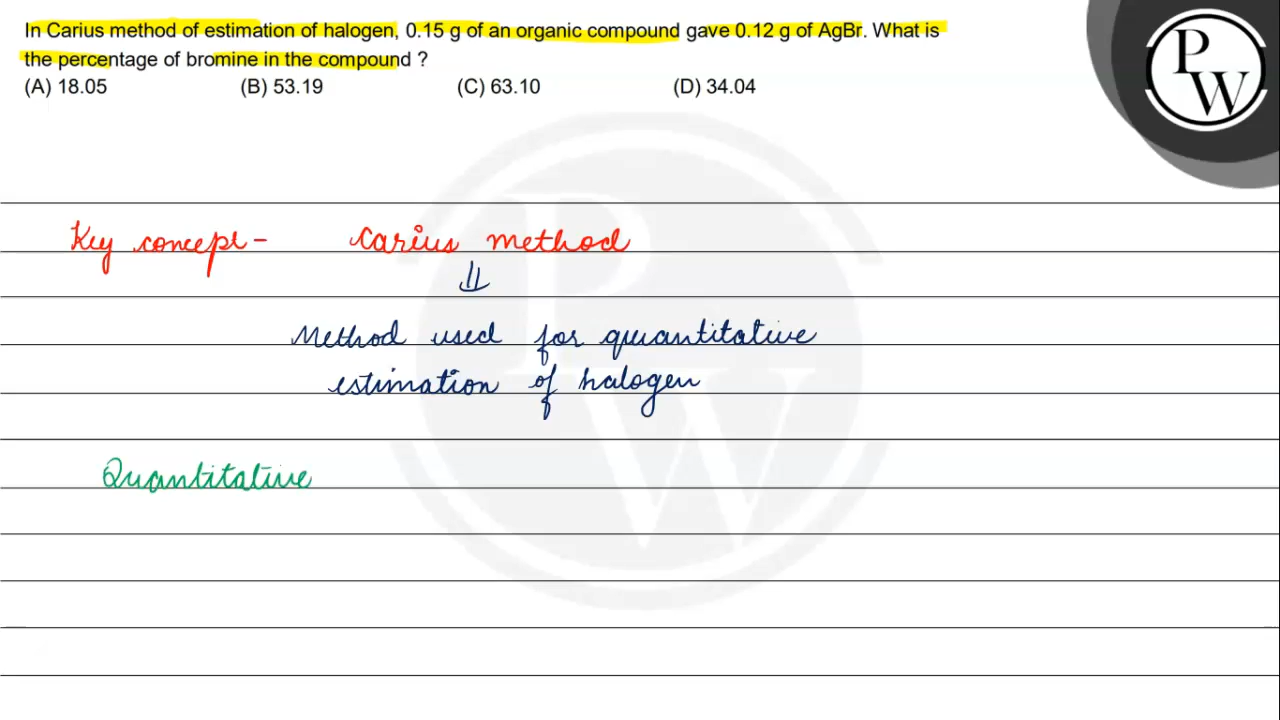 In Carius method of estimation of halogen, 0.15 g of an organic compound gave 0.12 g of AgBr. What is
the percentage of bromine in the compound ?
(A) 18.05 (B) 53.19 (C) 63.10 (D) 34.04
P
W
Key concept - Carius method
⇓
Method used for quantitative
estimation of halogen
Quantitative